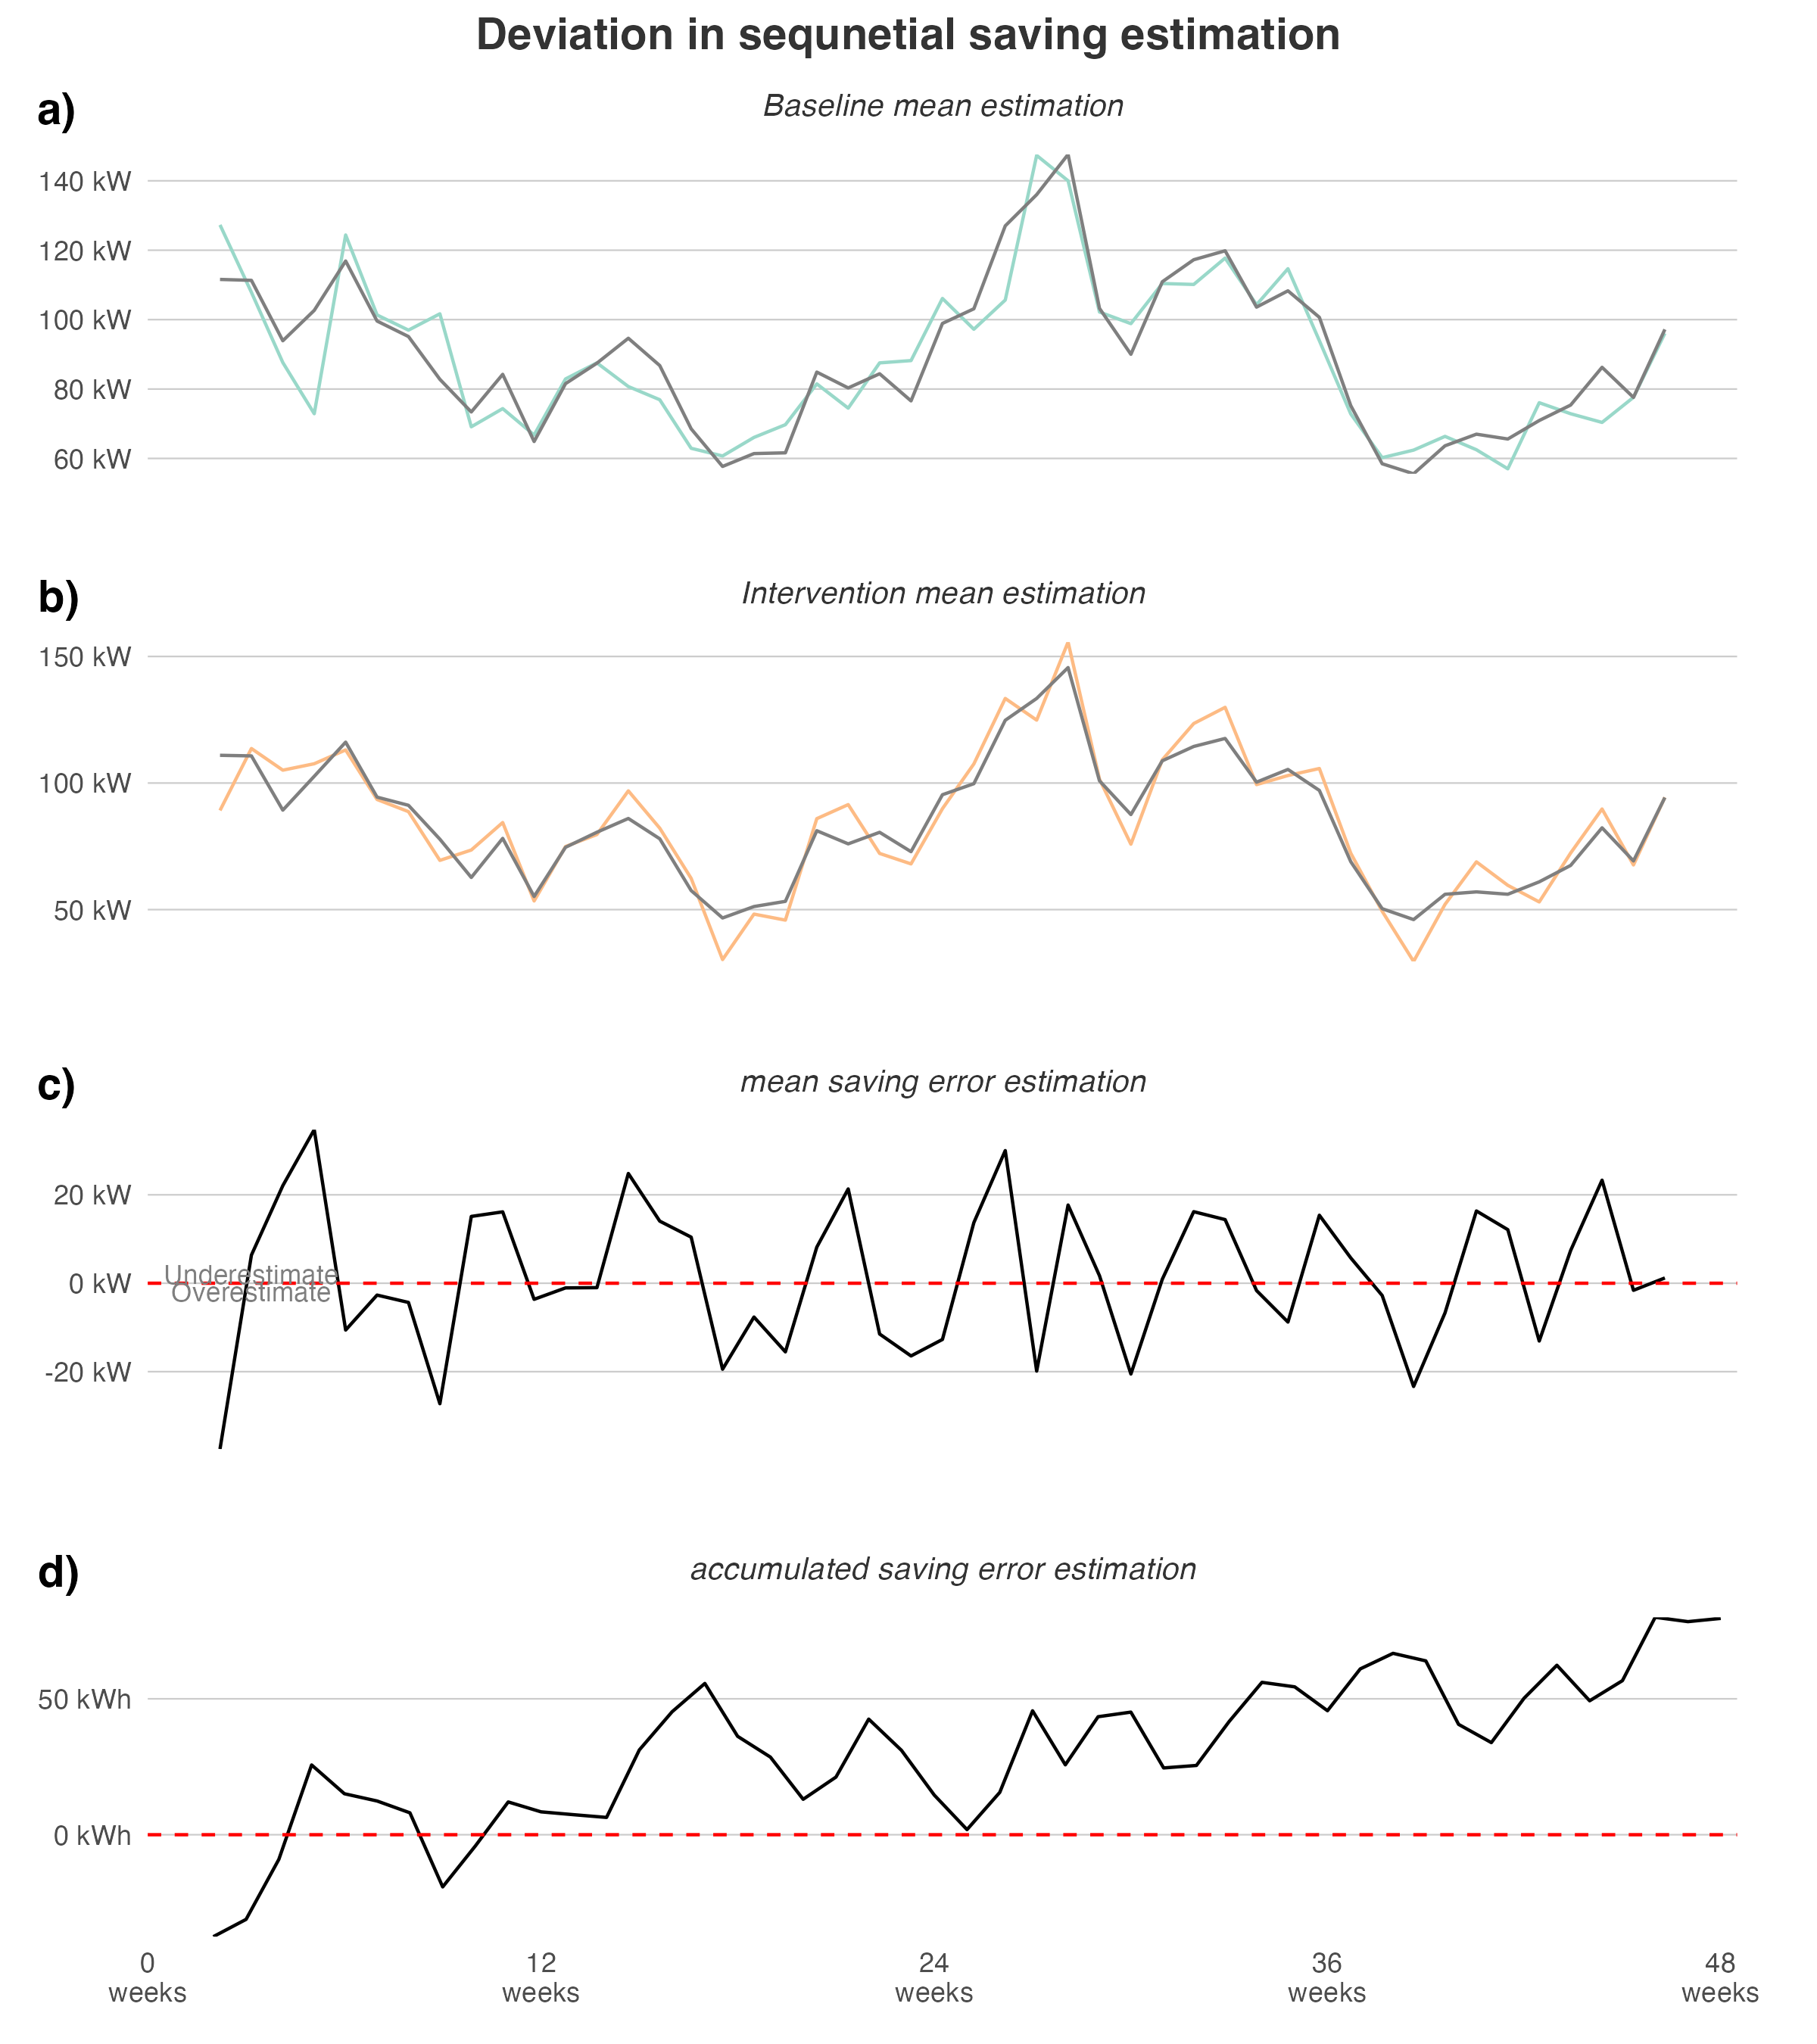 Deviation in sequnetial saving estimation
a)
Baseline mean estimation
140 kW
120 kW
100 kW
80 kW
60 kW
b)
Intervention mean estimation
150 kW
100 kW
50 kW
c)
mean saving error estimation
20 kW
Underestimate
0 kW
Overestimate
-20 kW
d)
accumulated saving error estimation
50 kWh
0 kWh
0 12 24 36 48
weeks weeks weeks weeks weeks